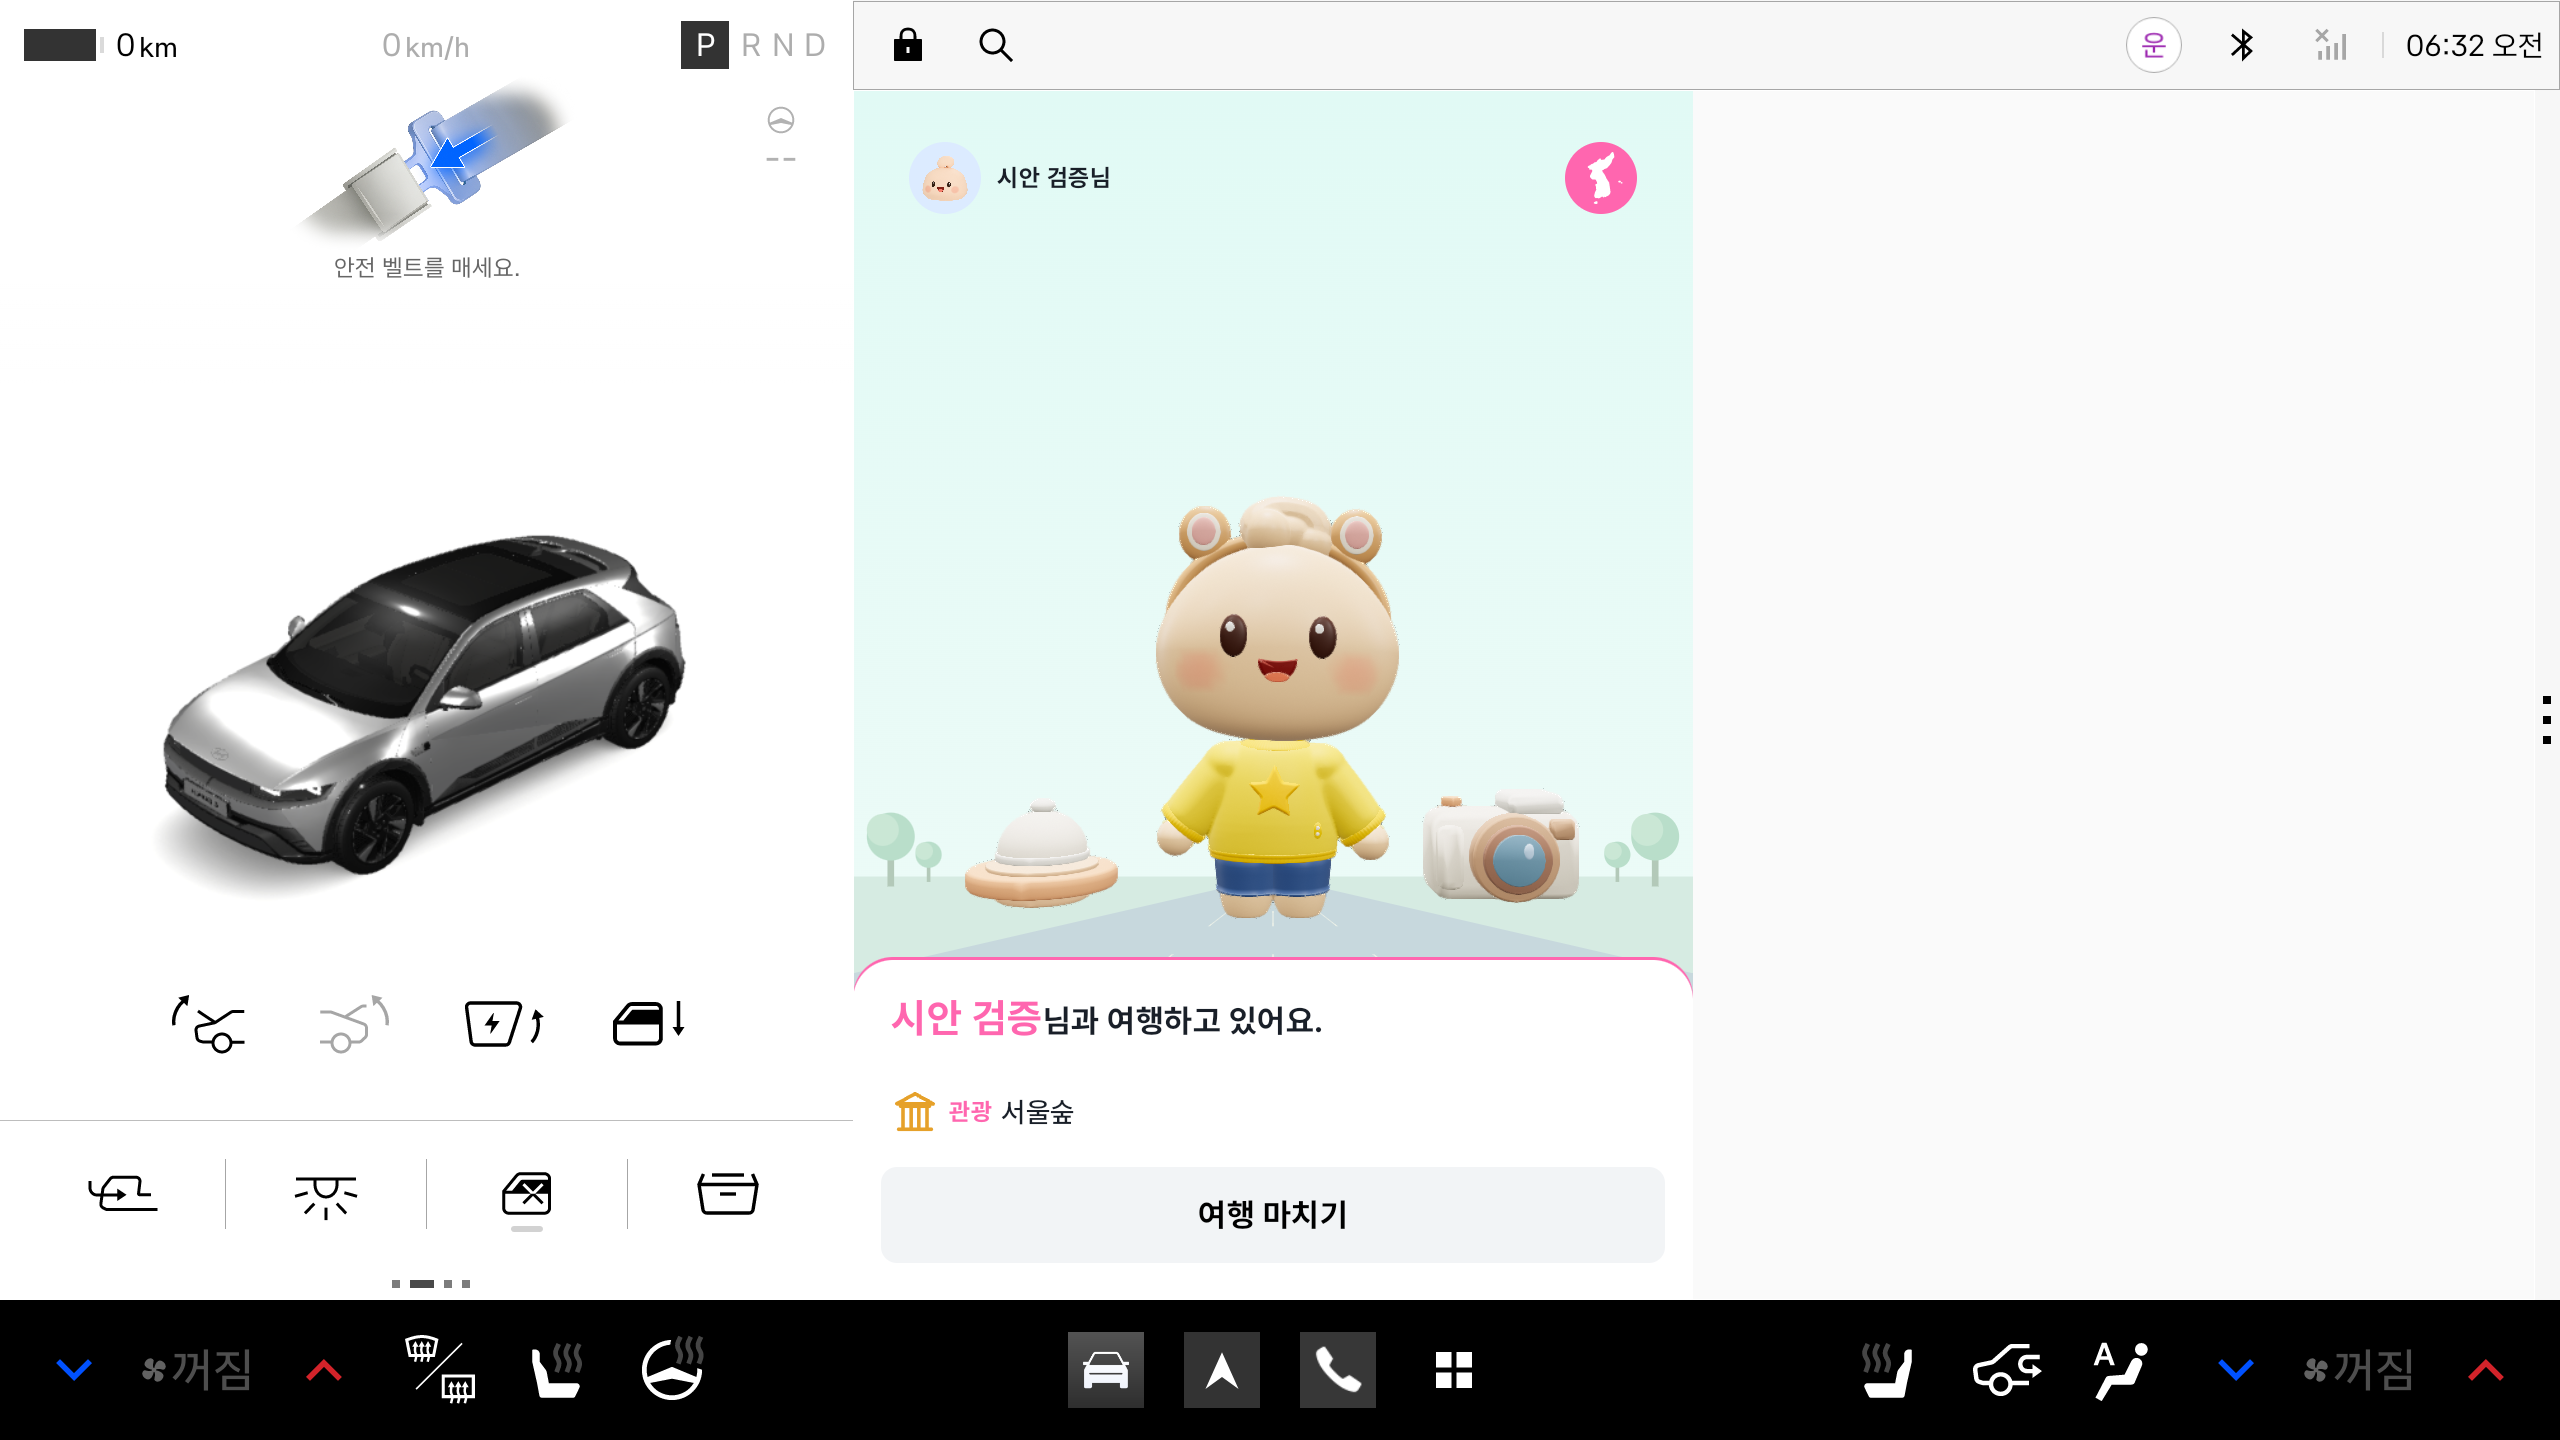 0 km
0 km/h
P R N D
06:32 오전
운
안전 벨트를 매세요.
시안 검증님
시안 검증님과 여행하고 있어요.
관광 서울숲
여행 마치기
꺼짐
A
꺼짐